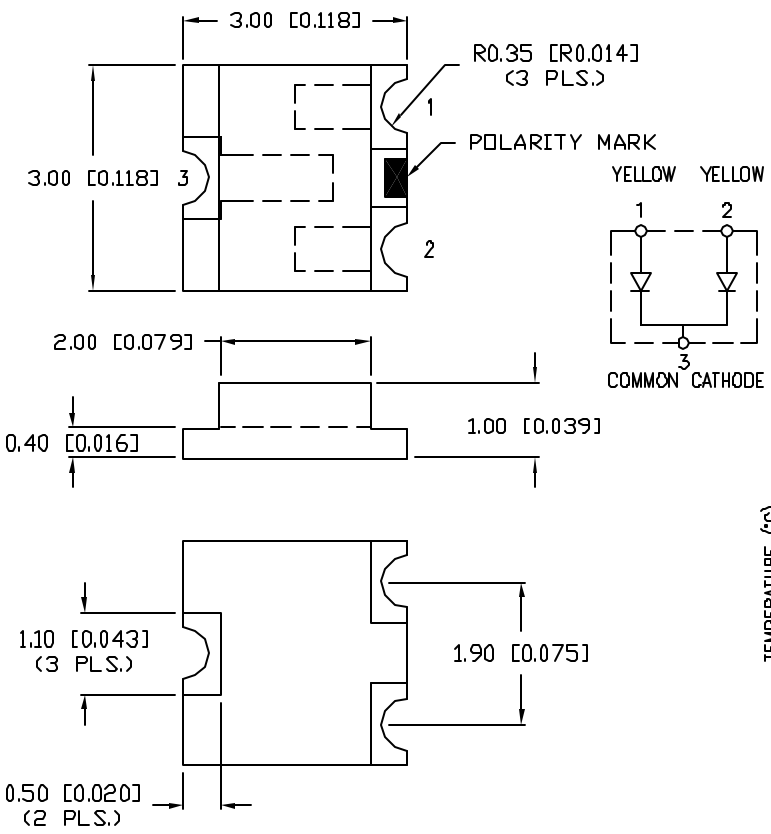 3.00 [0.118]
R0.35 [R0.014]
(3 PLS.)
1
POLARITY MARK
3.00 [0.118]
3
2
YELLOW YELLOW
1 2
3
COMMON CATHODE
2.00 [0.079]
0.40 [0.016]
1.00 [0.039]
TEMPERATURE (°C)
1.10 [0.043]
(3 PLS.)
1.90 [0.075]
0.50 [0.020]
(2 PLS.)